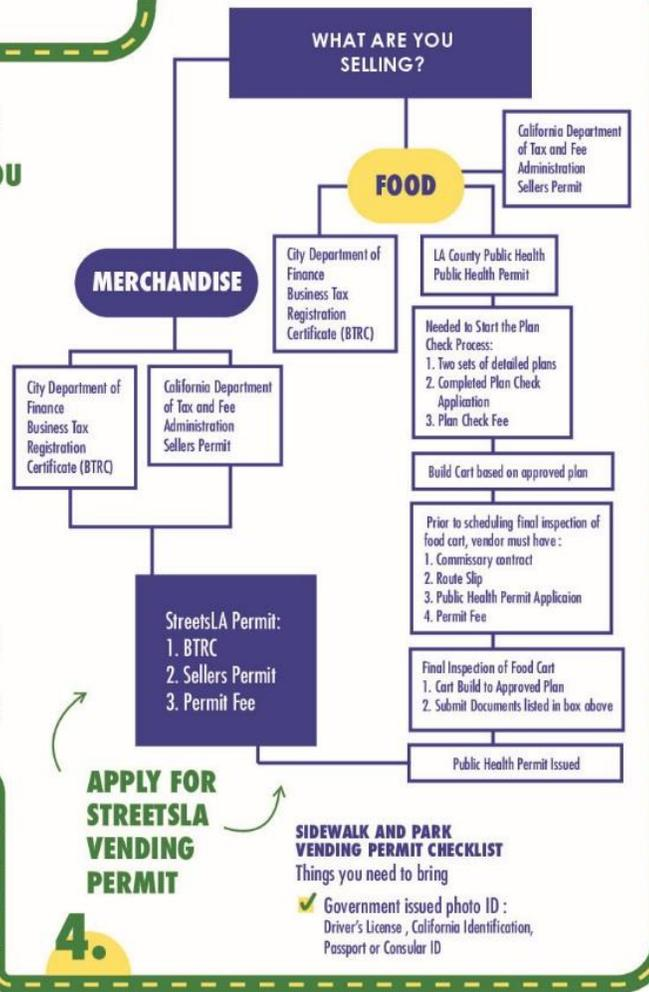 WHAT ARE YOU
SELLING?
OU
FOOD
California Department
of Tax and Fee
Administration
Sellers Permit
MERCHANDISE
City Department of
Finance
Business Tax
Registration
Certificate (BTRC)
LA County Public Health
Public Health Permit
Needed to Start the Plan
Check Process:
1. Two sets of detailed plans
2. Completed Plan Check
Application
3. Plan Check Fee
City Department of
Finance
Business Tax
Registration
Certificate (BTRC)
California Department
of Tax and Fee
Administration
Sellers Permit
Build Cart based on approved plan
Prior to scheduling final inspection of
food cart, vendor must have :
1. Commissary contract
2. Route Slip
3. Public Health Permit Applicaion
4. Permit Fee
StreetsLA Permit:
1. BTRC
2. Sellers Permit
3. Permit Fee
Final Inspection of Food Cart
1. Cart Build to Approved Plan
2. Submit Documents listed in box above
Public Health Permit Issued
APPLY FOR
STREETSLA
VENDING
PERMIT
4.
SIDEWALK AND PARK
VENDING PERMIT CHECKLIST
Things you need to bring
Government issued photo ID :
Driver's License , California Identification,
Passport or Consular ID